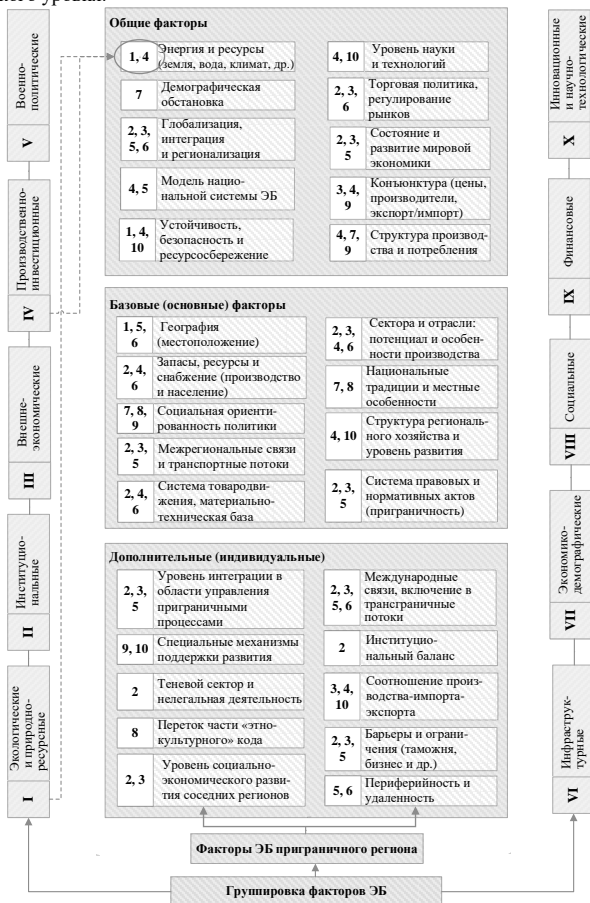 Военно-
политические
V
Производственно-
инвестиционные
IV
Внешне-
экономические
III
Институцио-
нальные
II
Экологические
и природно-
ресурсные
I
Общие факторы
1, 4
Энергия и ресурсы
(земля, вода, климат, др.)
7
Демографическая
обстановка
2, 3,
5, 6
Глобализация,
интеграция
и регионализация
4, 5
Модель нацио-
нальной системы ЭБ
1, 4,
10
Устойчивость,
безопасность и
ресурсосбережение
4, 10
Уровень науки
и технологий
2, 3,
6
Торговая политика,
регулирование
рынков
2, 3,
5
Состояние и
развитие мировой
экономики
3, 4,
9
Конъюнктура (цены,
производители,
экспорт/импорт)
4, 7,
9
Структура производ-
ства и потребления
Базовые (основные) факторы
1, 5,
6
География
(местоположение)
2, 4,
6
Запасы, ресурсы и
снабжение (производство
и население)
7, 8,
9
Социальная ориенти-
рованность политики
2, 3,
5
Межрегиональные связи
и транспортные потоки
2, 4,
6
Система товародви-
жения, материально-
техническая база
2, 3,
4, 6
Сектора и отрасли:
потенциал и особен-
ности производства
7, 8
Национальные
традиции и местные
особенности
4, 10
Структура регионально-
го хозяйства и
уровень развития
2, 3,
5
Система правовых и
нормативных актов
(приграничность)
Дополнительные (индивидуальные)
2, 3,
5
Уровень интеграции в
области управления
приграничными
процессами
9, 10
Специальные механизмы
поддержки развития
2
Теневой сектор и
нелегальная деятельность
8
Переток части «этно-
культурного» кода
2, 3
Уровень социально-
экономического разви-
тия соседних регионов
2, 3,
5, 6
Международные
связи, включение в
трансграничные
потоки
2
Институцио-
нальный баланс
3, 4,
10
Соотношение произ-
водства-импорта-
экспорта
2, 3,
5
Барьеры и ограни-
чения (таможня,
бизнес и др.)
5, 6
Периферийность и
удаленность
Инновационные
и научно-
технологические
X
Финансовые
IX
Социальные
VIII
Экономико-
демографические
VII
Инфраструк-
турные
VI
Факторы ЭБ приграничного региона
Группировка факторов ЭБ